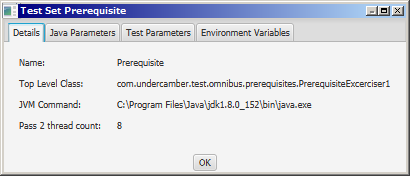 Test Set Prerequisite
Details Java Parameters Test Parameters Environment Variables
Name: Prerequisite
Top Level Class: com.undercamber.test.omnibus.prerequisites.PrerequisiteExcerciser1
JVM Command: C:\Program Files\Java\jdk1.8.0_152\bin\java.exe
Pass 2 thread count: 8
OK